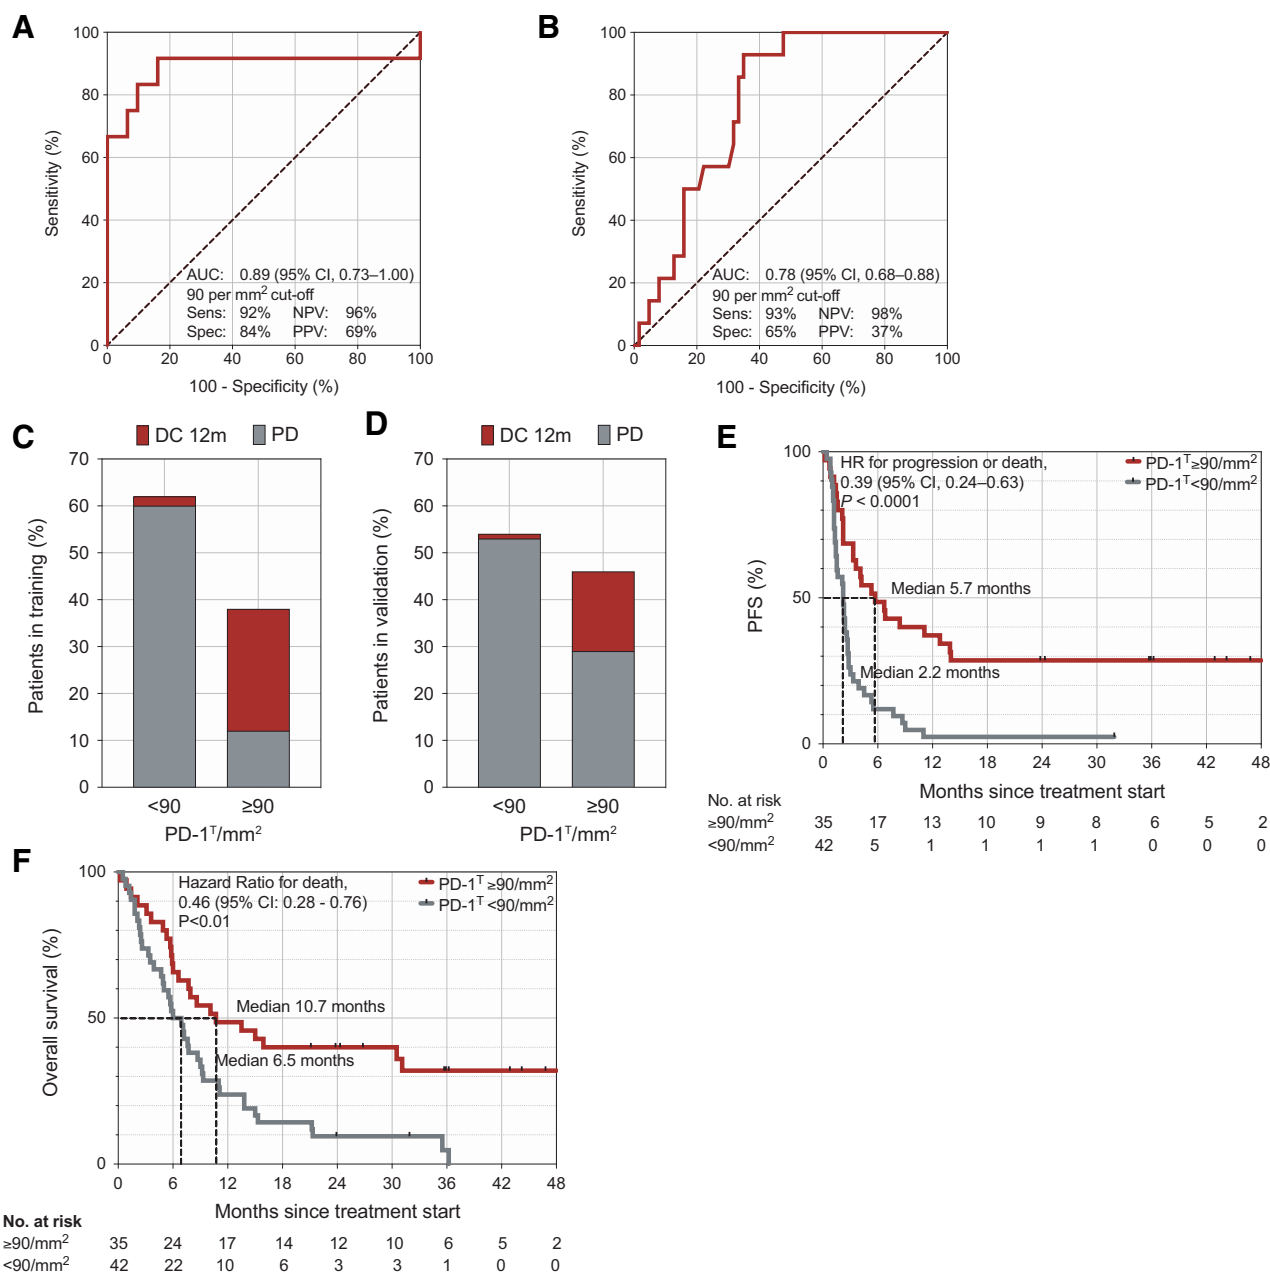 A
100
80
60
40
20
0
Sensitivity (%)
AUC: 0.89 (95% CI, 0.73–1.00)
90 per mm2 cut-off
Sens: 92% NPV: 96%
Spec: 84% PPV: 69%
0 20 40 60 80 100
100 - Specificity (%)
B
100
80
60
40
20
0
Sensitivity (%)
AUC: 0.78 (95% CI, 0.68–0.88)
90 per mm2 cut-off
Sens: 93% NPV: 98%
Spec: 65% PPV: 37%
0 20 40 60 80 100
100 - Specificity (%)
C
DC 12m PD
70
60
50
40
30
20
10
0
Patients in training (%)
<90 ≥90
PD-1T/mm2
D
DC 12m PD
70
60
50
40
30
20
10
0
Patients in validation (%)
<90 ≥90
PD-1T/mm2
E
100
50
0
PFS (%)
HR for progression or death,
0.39 (95% CI, 0.24–0.63)
P < 0.0001
PD-1T≥90/mm2
PD-1T<90/mm2
Median 5.7 months
Median 2.2 months
0 6 12 18 24 30 36 42 48
Months since treatment start
No. at risk
≥90/mm2 35 17 13 10 9 8 6 5 2
<90/mm2 42 5 1 1 1 1 0 0 0
F
100
50
0
Overall survival (%)
Hazard Ratio for death,
0.46 (95% CI: 0.28 - 0.76)
P<0.01
PD-1T ≥90/mm2
PD-1T <90/mm2
Median 10.7 months
Median 6.5 months
0 6 12 18 24 30 36 42 48
Months since treatment start
No. at risk
≥90/mm2 35 24 17 14 12 10 6 5 2
<90/mm2 42 22 10 6 3 3 1 0 0